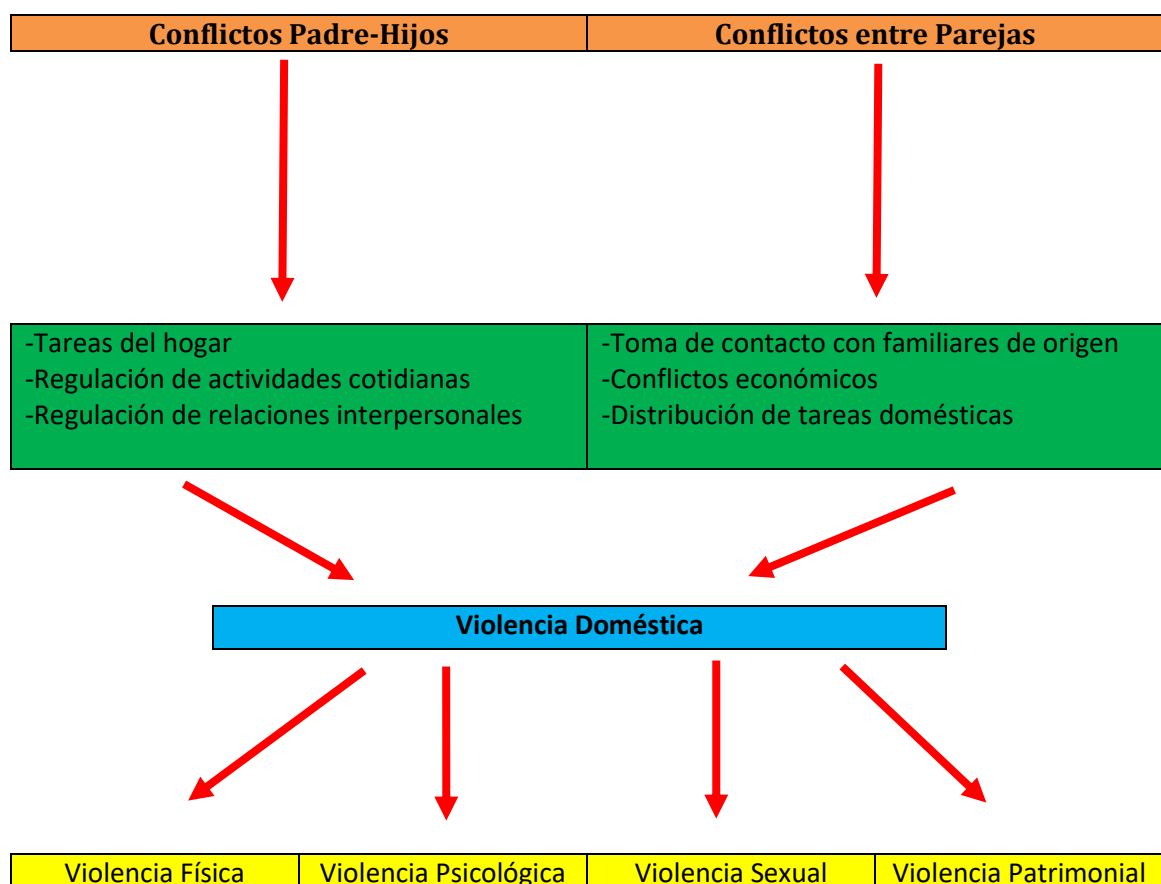 Conflictos Padre-Hijos
Conflictos entre Parejas
-Tareas del hogar
-Regulación de actividades cotidianas
-Regulación de relaciones interpersonales
-Toma de contacto con familiares de origen
-Conflictos económicos
-Distribución de tareas domésticas
Violencia Doméstica
Violencia Física
Violencia Psicológica
Violencia Sexual
Violencia Patrimonial